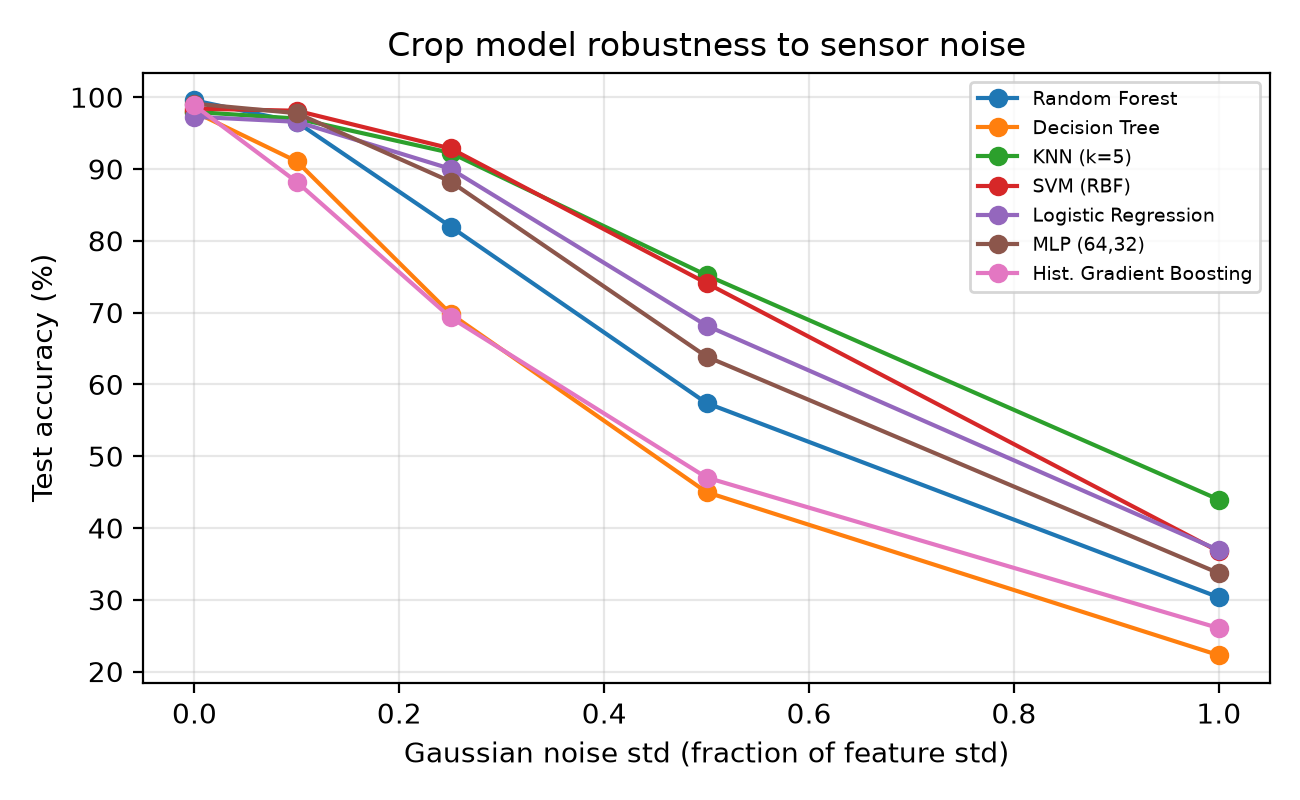 Crop model robustness to sensor noise
Test accuracy (%)
100
90
80
70
60
50
40
30
20
0.0 0.2 0.4 0.6 0.8 1.0
Gaussian noise std (fraction of feature std)
Random Forest
Decision Tree
KNN (k=5)
SVM (RBF)
Logistic Regression
MLP (64,32)
Hist. Gradient Boosting